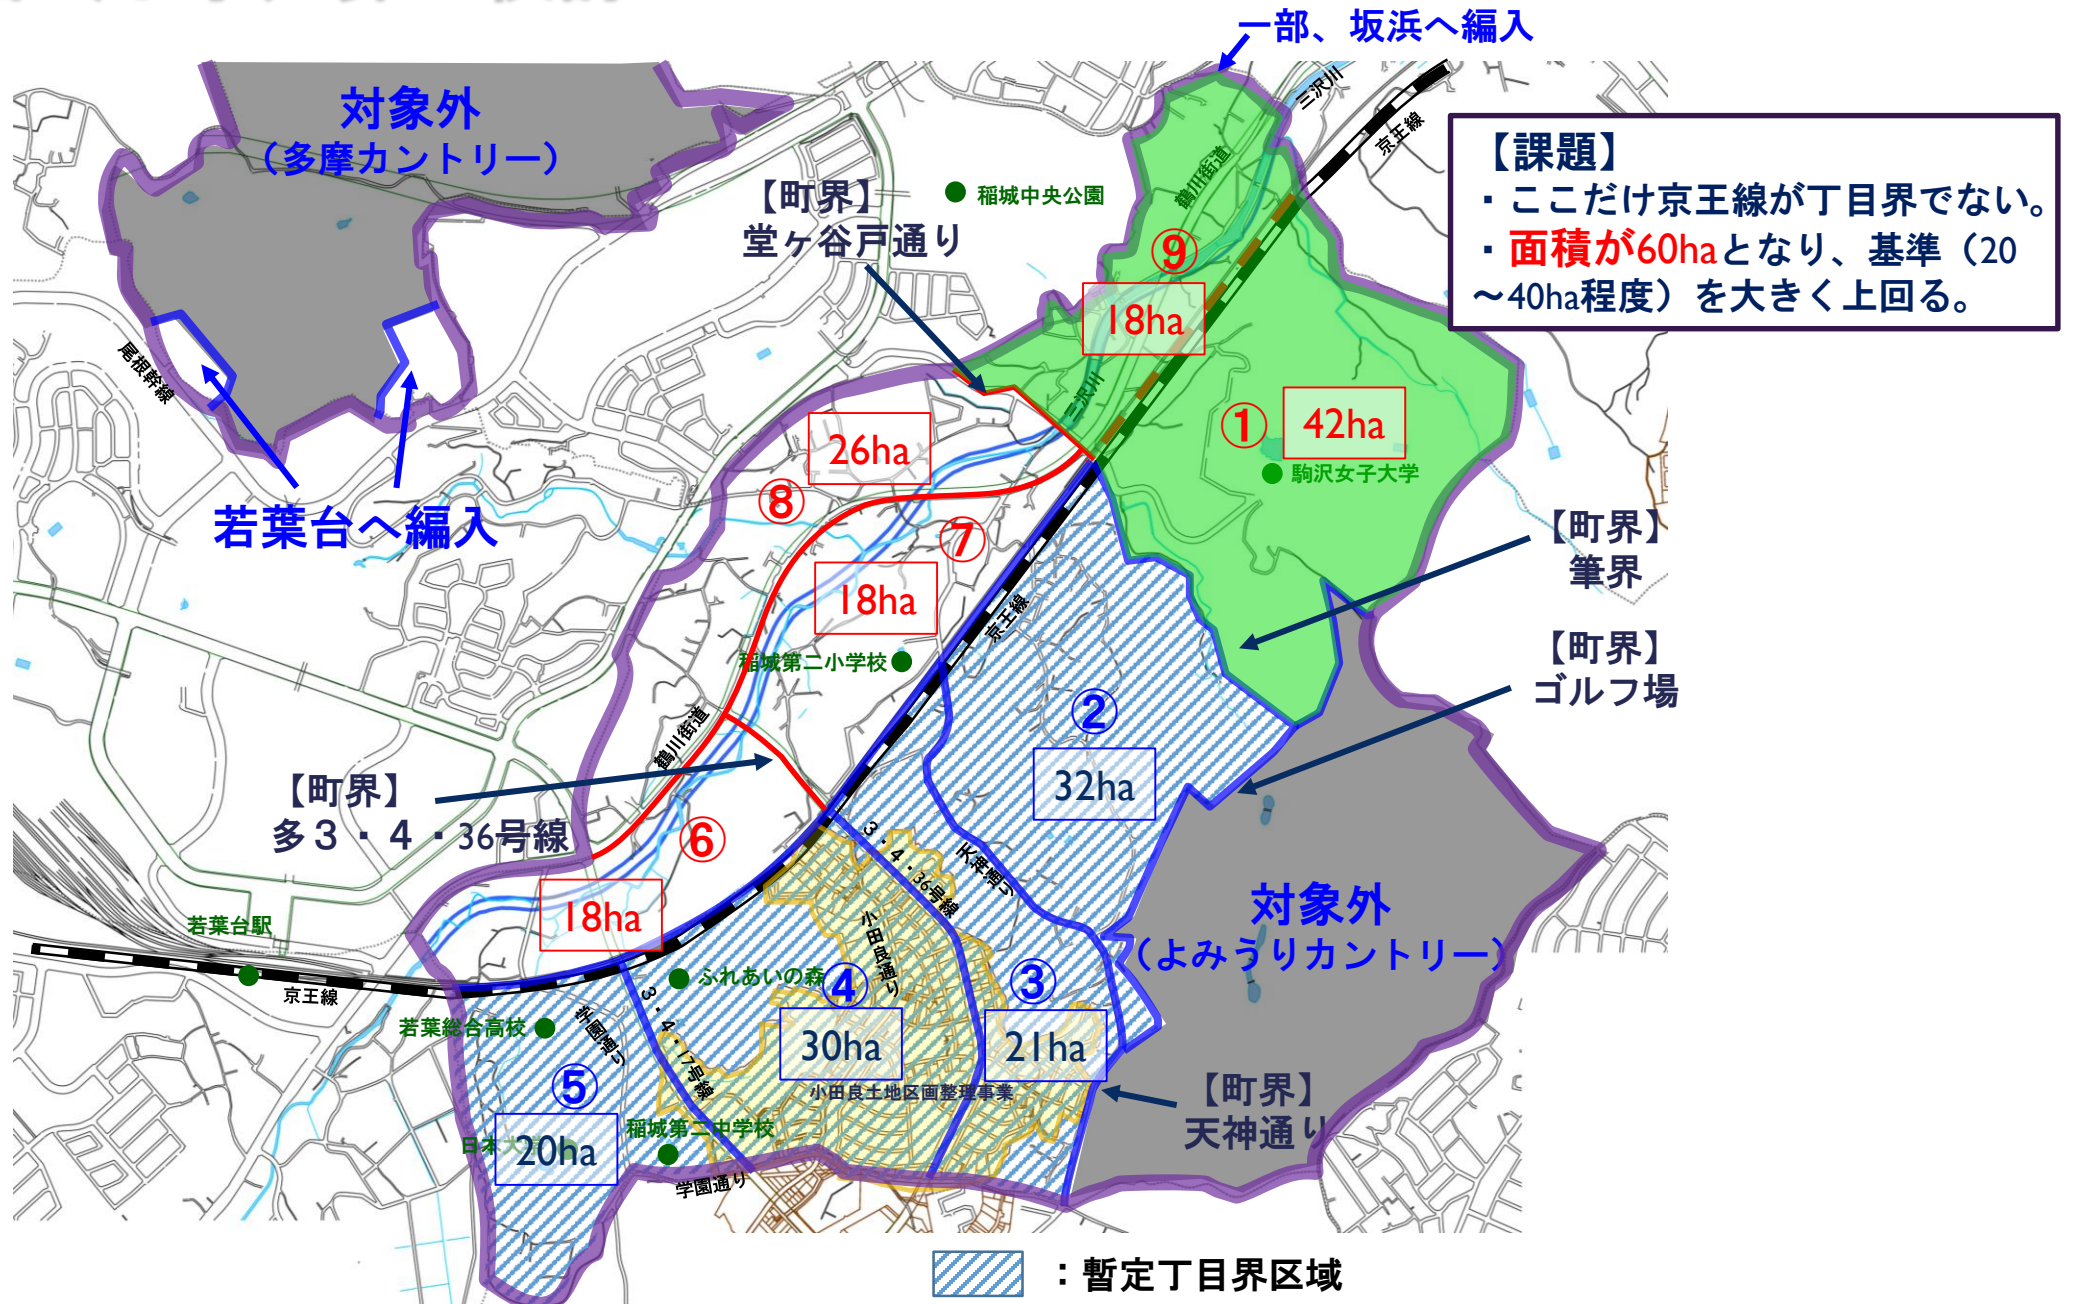 一部、坂浜へ編入
対象外
（多摩カントリー）
三沢川
京王線
【課題】
・ここだけ京王線が丁目界でない。
・面積が60haとなり、基準（20
～40ha程度）を大きく上回る。
【町界】
堂ヶ谷戸通り
稲城中央公園
鶴川街道
⑨
18ha
尾根幹線
若葉台へ編入
三沢川
①
42ha
駒沢女子大学
26ha
⑧
⑦
18ha
京王線
【町界】
筆界
【町界】
ゴルフ場
稲城第二小学校
②
32ha
鶴川街道
【町界】
多3・4・36号線
⑥
18ha
3・4・36号線
天神通り
小田良通り
対象外
（よみうりカントリー）
若葉台駅
京王線
ふれあいの森
④
30ha
③
21ha
小田良土地区画整理事業
若葉総合高校
学園通り
3・4・17号線
⑤
20ha
日本大
稲城第二中学校
学園通り
【町界】
天神通り
：暫定丁目界区域